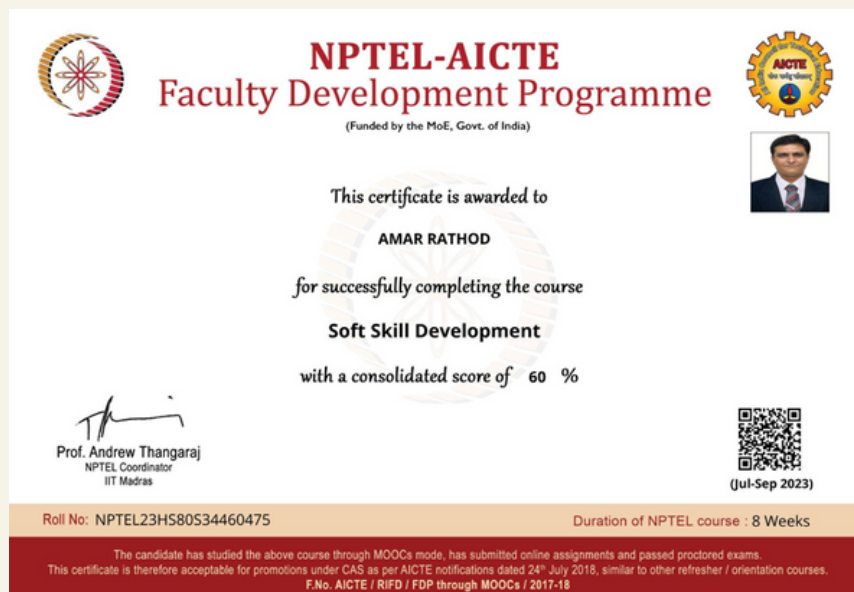 NPTEL-AICTE
Faculty Development Programme
(Funded by the MoE, Govt. of India)
AICTE
This certificate is awarded to
AMAR RATHOD
for successfully completing the course
Soft Skill Development
with a consolidated score of 60 %
Prof. Andrew Thangaraj
NPTEL Coordinator
IIT Madras
(Jul-Sep 2023)
Roll No: NPTEL23HS80S34460475
Duration of NPTEL course : 8 Weeks
The candidate has studied the above course through MOOCs mode, has submitted online assignments and passed proctored exams.
This certificate is therefore acceptable for promotions under CAS as per AICTE notifications dated 24th July 2018, similar to other refresher / orientation courses.
F.No. AICTE / RIFD / FDP through MOOCs / 2017-18